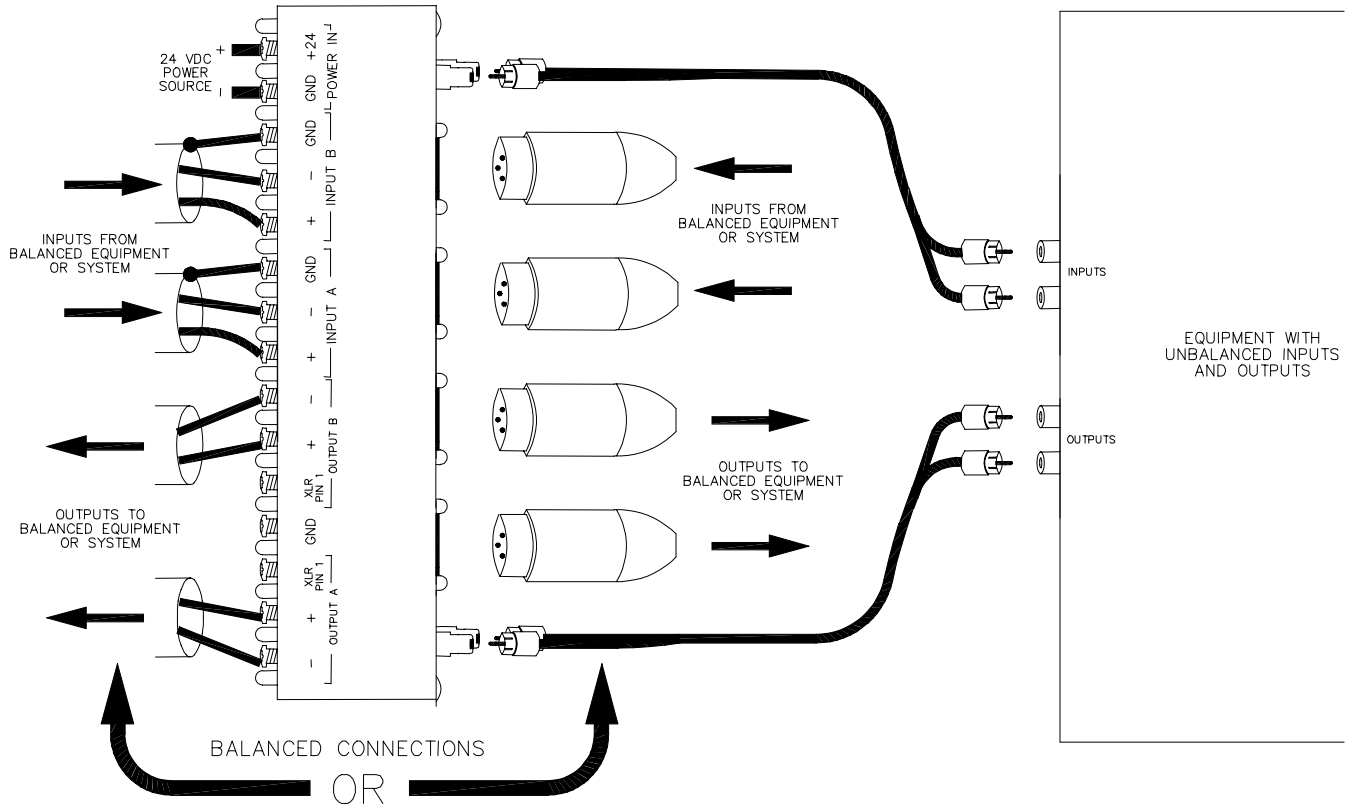 24 VDC
POWER
SOURCE
+
-
+24
GND
POWER IN
GND
-
+
INPUT B
GND
-
+
INPUT A
-
+
XLR
PIN 1
OUTPUT B
GND
XLR
PIN 1
+
-
OUTPUT A
INPUTS FROM
BALANCED EQUIPMENT
OR SYSTEM
OUTPUTS TO
BALANCED EQUIPMENT
OR SYSTEM
INPUTS FROM
BALANCED EQUIPMENT
OR SYSTEM
OUTPUTS TO
BALANCED EQUIPMENT
OR SYSTEM
INPUTS
OUTPUTS
EQUIPMENT WITH
UNBALANCED INPUTS
AND OUTPUTS
BALANCED CONNECTIONS
OR